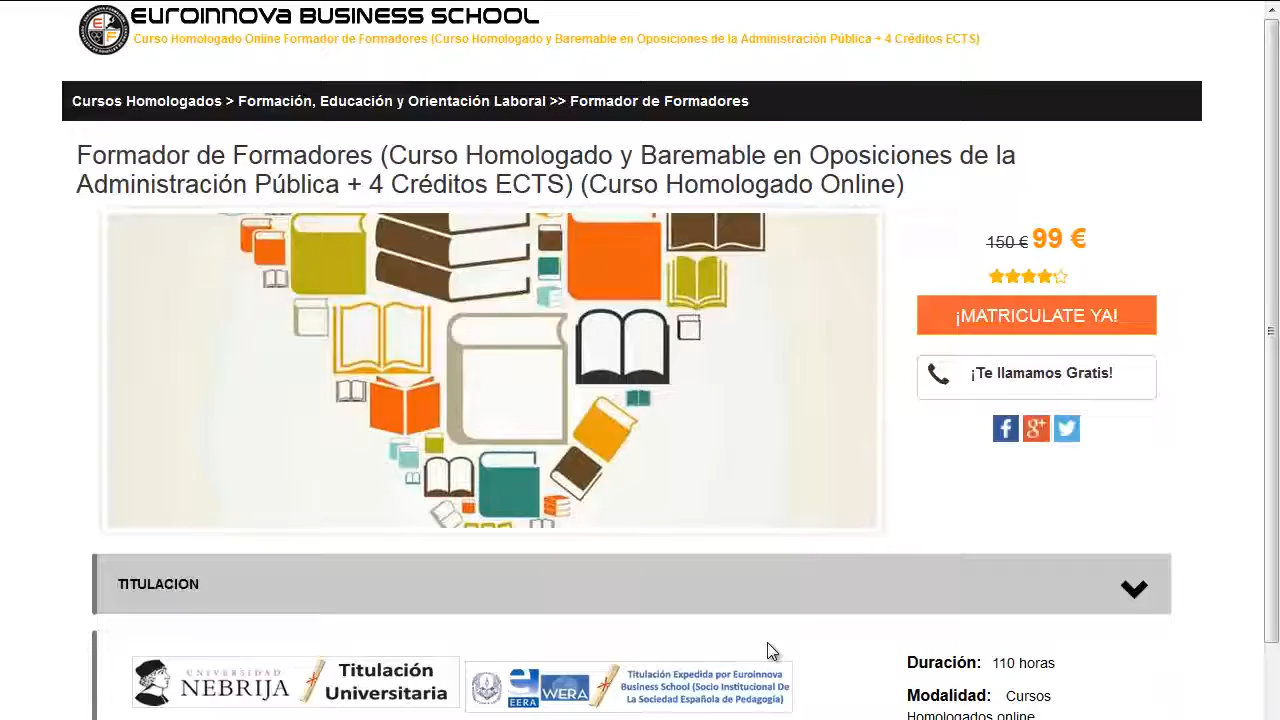 EUROINNOVA BUSINESS SCHOOL
Curso Homologado Online Formador de Formadores (Curso Homologado y Baremable en Oposiciones de la Administración Pública + 4 Créditos ECTS)
Cursos Homologados > Formación, Educación y Orientación Laboral >> Formador de Formadores
Formador de Formadores (Curso Homologado y Baremable en Oposiciones de la
Administración Pública + 4 Créditos ECTS) (Curso Homologado Online)
150 € 99 €
¡MATRICULATE YA!
¡Te llamamos Gratis!
TITULACION
UNIVERSIDAD
NEBRIJA
Titulación
Universitaria
EERA
WERA
Titulación Expedida por Euroinnova
Business School (Socio Institucional De
La Sociedad Española de Pedagogía)
Duración: 110 horas
Modalidad: Cursos
Homologados online